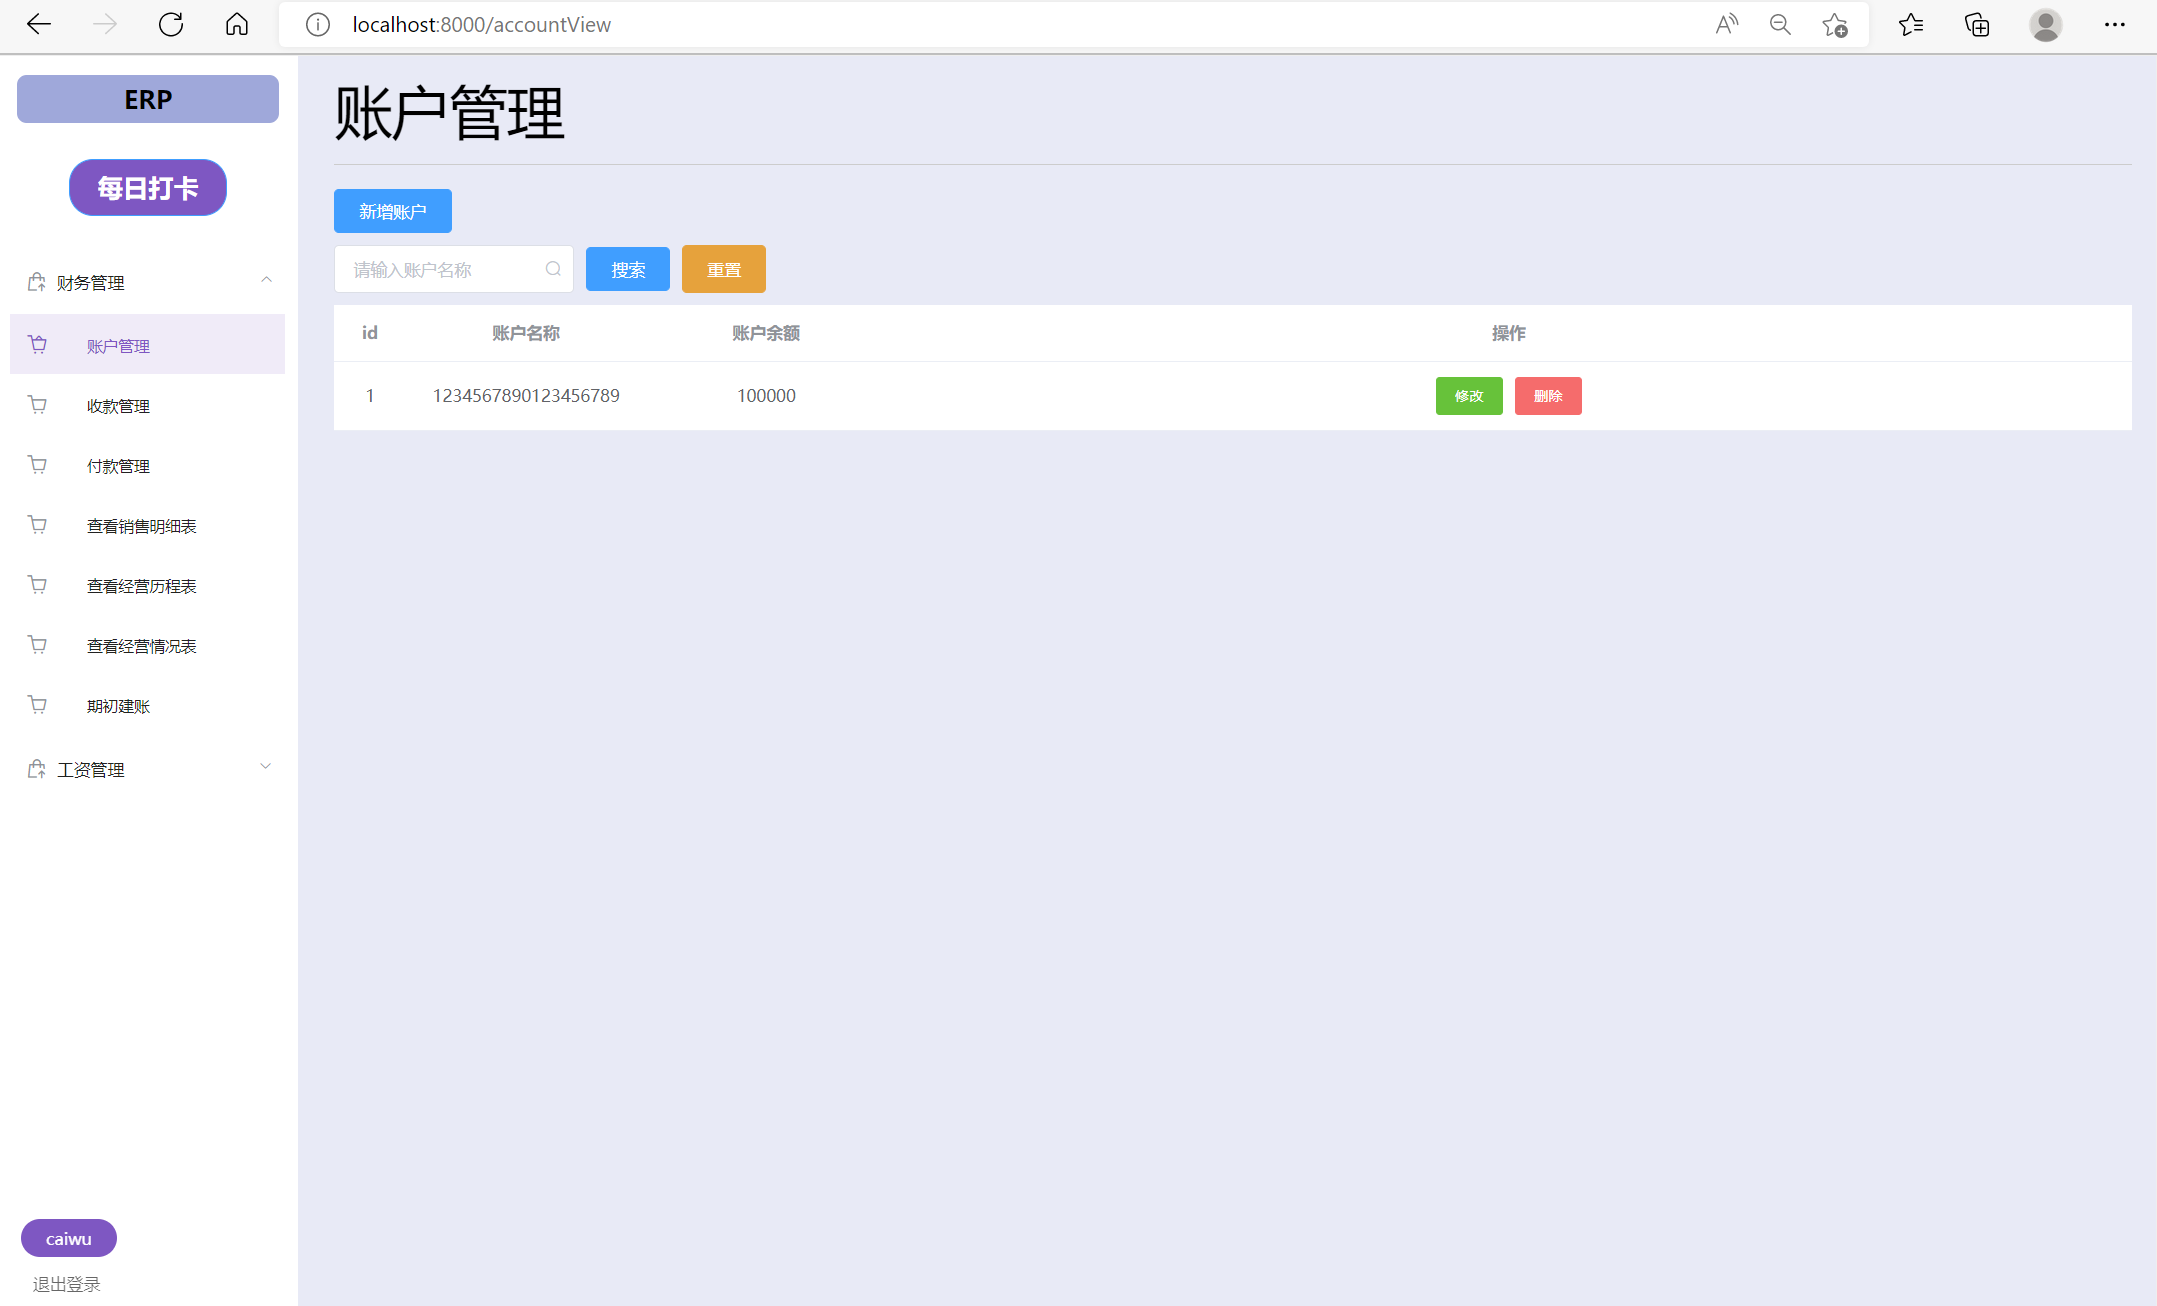 localhost:8000/accountView
ERP
每日打卡
财务管理
账户管理
收款管理
付款管理
查看销售明细表
查看经营历程表
查看经营情况表
期初建账
工资管理
caiwu
退出登录
账户管理
新增账户
请输入账户名称 搜索 重置
id 账户名称 账户余额 操作
1 1234567890123456789 100000 修改 删除